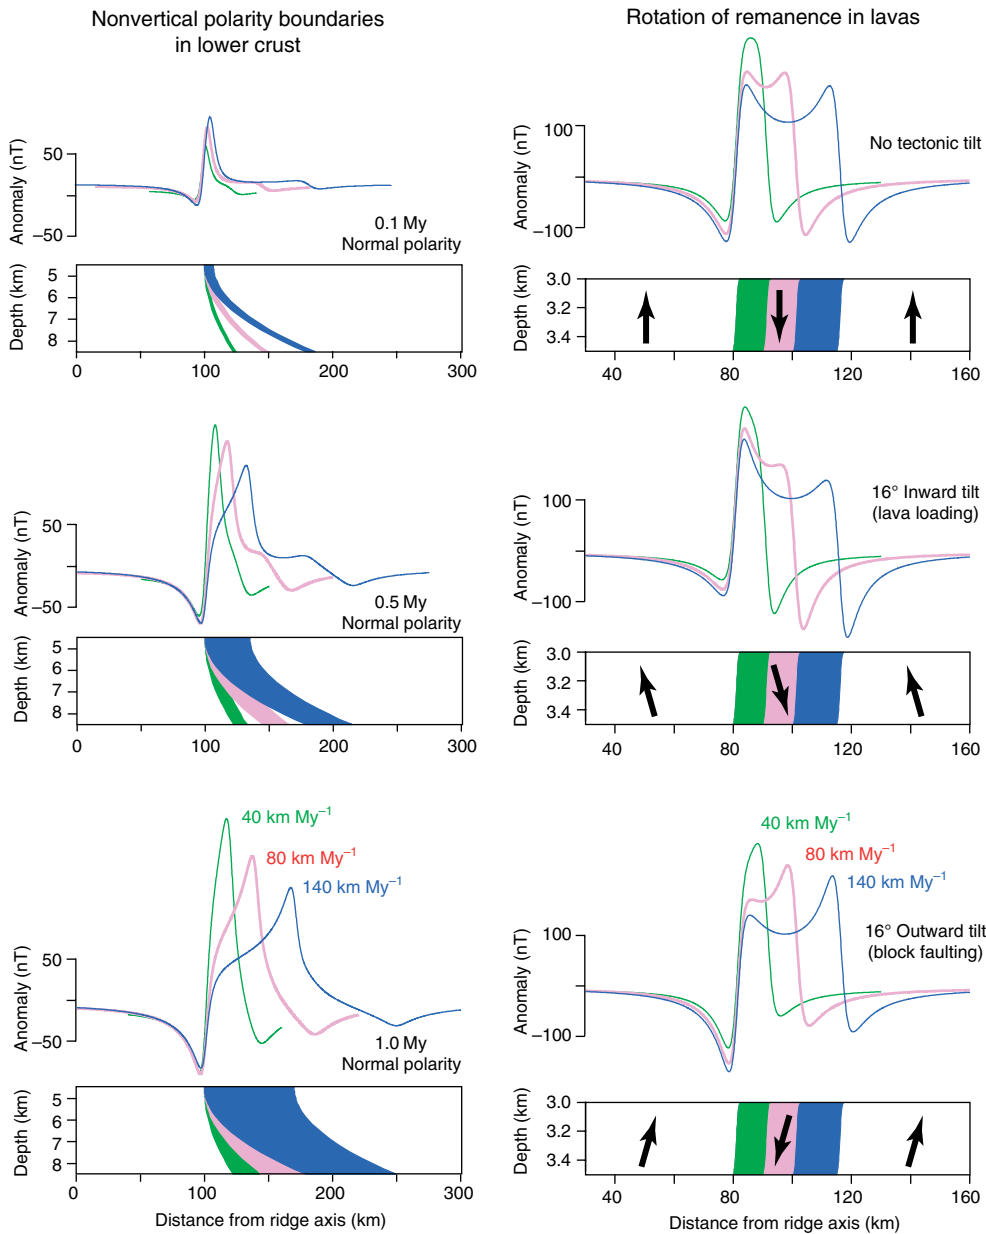 Nonvertical polarity boundaries
in lower crust
Anomaly (nT)
50
−50
0.1 My
Normal polarity
Depth (km)
5
6
7
8
0
100
200
300
Anomaly (nT)
50
−50
0.5 My
Normal polarity
Depth (km)
5
6
7
8
0
100
200
300
40 km My⁻¹
80 km My⁻¹
140 km My⁻¹
Anomaly (nT)
50
−50
1.0 My
Normal polarity
Depth (km)
5
6
7
8
0
100
200
300
Distance from ridge axis (km)
Rotation of remanence in lavas
Anomaly (nT)
100
−100
No tectonic tilt
Depth (km)
3.0
3.2
3.4
40
80
120
160
Anomaly (nT)
100
−100
16° Inward tilt
(lava loading)
Depth (km)
3.0
3.2
3.4
40
80
120
160
40 km My⁻¹
80 km My⁻¹
140 km My⁻¹
Anomaly (nT)
100
−100
16° Outward tilt
(block faulting)
Depth (km)
3.0
3.2
3.4
40
80
120
160
Distance from ridge axis (km)